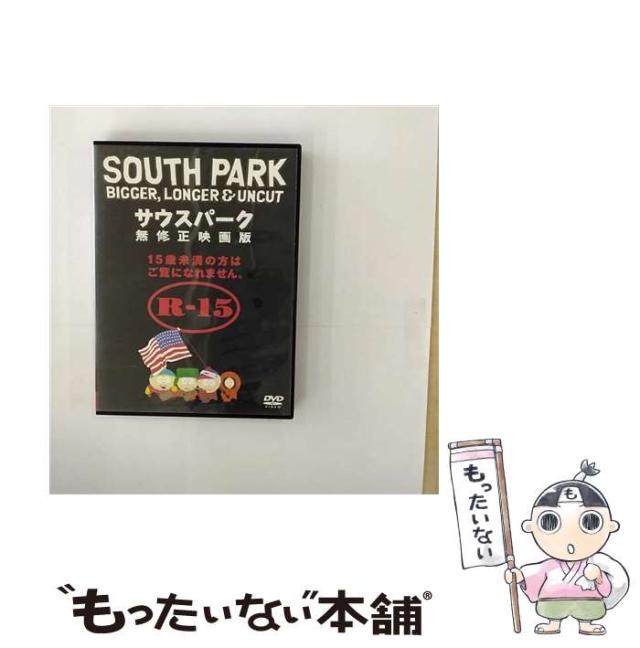 SOUTH PARK
BIGGER, LONGER & UNCUT
サウスパーク
無修正映画版
15歳未満の方は
ご覧になれません。
R-15
DVD
VIDEO
もったいない
も
"もったいない"本舗®